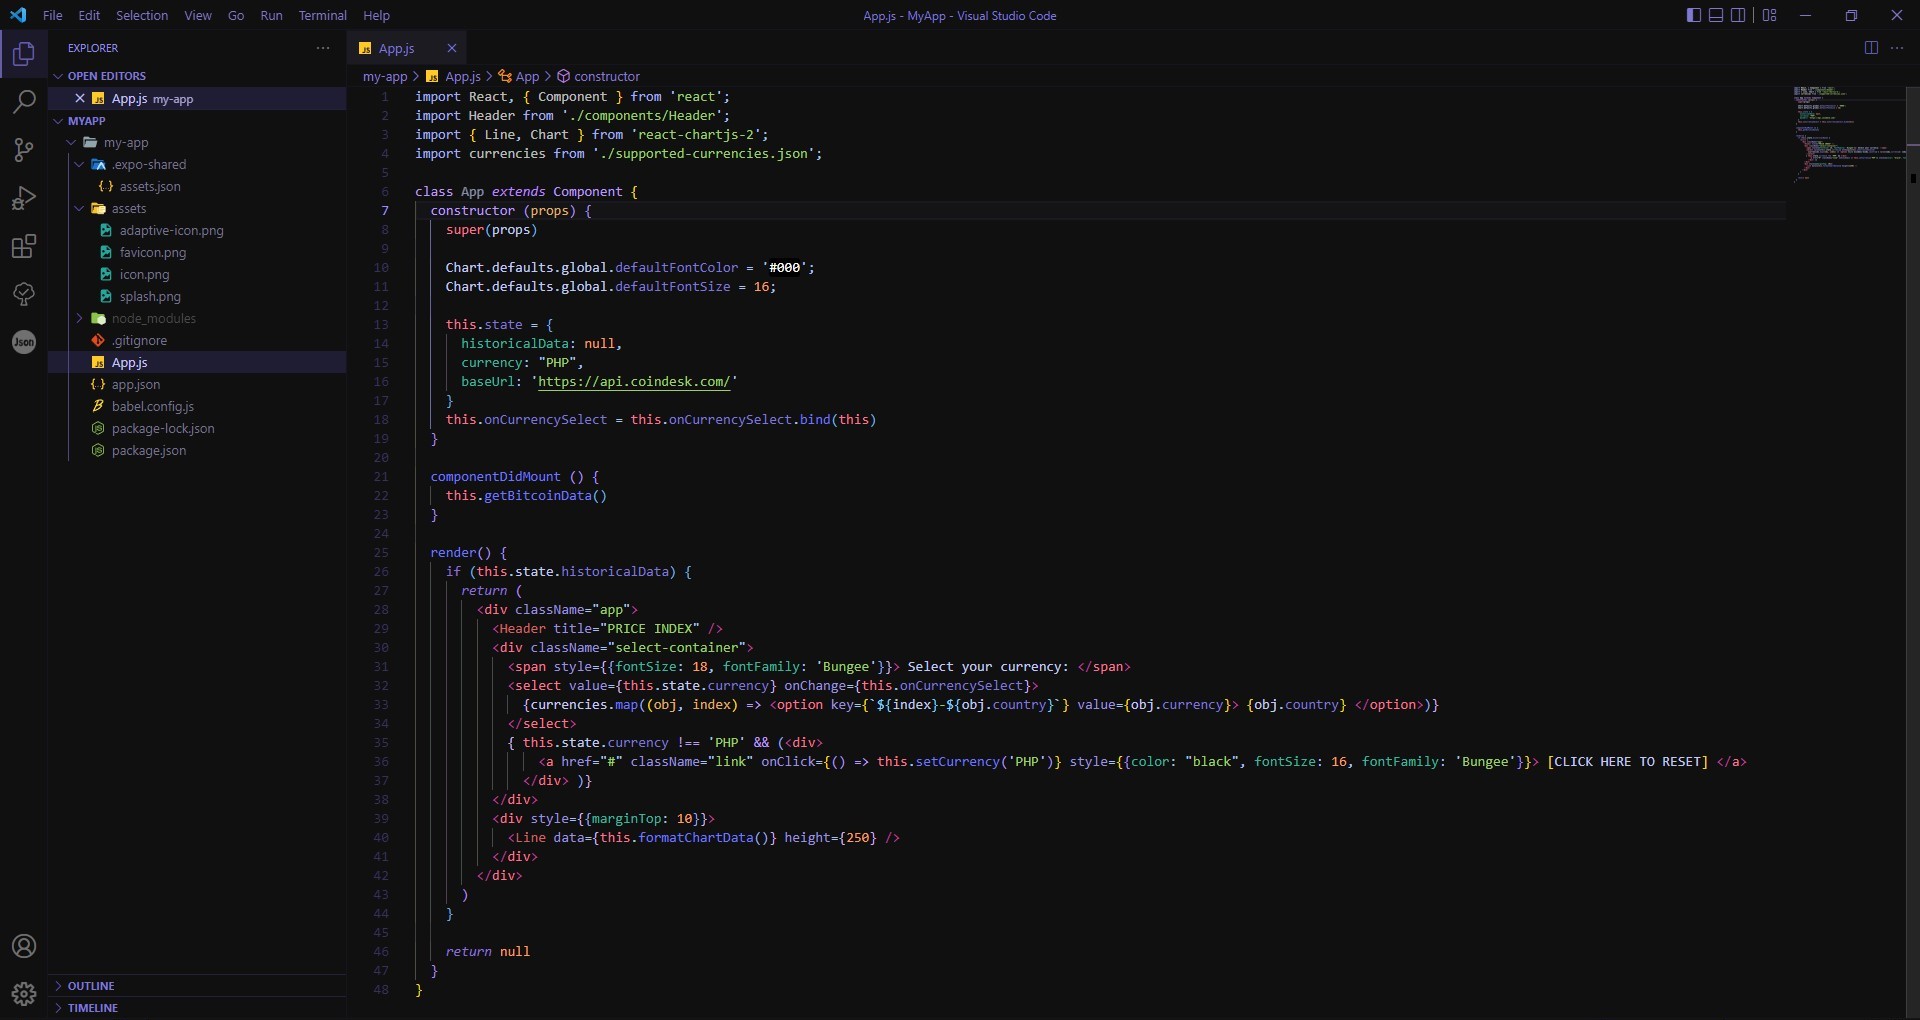 File Edit Selection View Go Run Terminal Help
App.js - MyApp - Visual Studio Code
EXPLORER
OPEN EDITORS
App.js my-app
MYAPP
my-app
.expo-shared
assets.json
assets
adaptive-icon.png
favicon.png
icon.png
splash.png
node_modules
.gitignore
App.js
app.json
babel.config.js
package-lock.json
package.json
OUTLINE
TIMELINE
Json
JS App.js
my-app > JS App.js > App > constructor
1 import React, { Component } from 'react';
2 import Header from './components/Header';
3 import { Line, Chart } from 'react-chartjs-2';
4 import currencies from './supported-currencies.json';
5
6 class App extends Component {
7 constructor (props) {
8 super(props)
9
10 Chart.defaults.global.defaultFontColor = '#000';
11 Chart.defaults.global.defaultFontSize = 16;
12
13 this.state = {
14 historicalData: null,
15 currency: "PHP",
16 baseUrl: 'https://api.coindesk.com/'
17 }
18 this.onCurrencySelect = this.onCurrencySelect.bind(this)
19 }
20
21 componentDidMount () {
22 this.getBitcoinData()
23 }
24
25 render() {
26 if (this.state.historicalData) {
27 return (
28 <div className="app">
29 <Header title="PRICE INDEX" />
30 <div className="select-container">
31 <span style={{fontSize: 18, fontFamily: 'Bungee'}}> Select your currency: </span>
32 <select value={this.state.currency} onChange={this.onCurrencySelect}>
33 {currencies.map((obj, index) => <option key={`${index}-${obj.country}`} value={obj.currency}> {obj.country} </option>)}
34 </select>
35 { this.state.currency !== 'PHP' && (<div>
36 <a href="#" className="link" onClick={() => this.setCurrency('PHP')} style={{color: "black", fontSize: 16, fontFamily: 'Bungee'}}> [CLICK HERE TO RESET] </a>
37 </div> )}
38 </div>
39 <div style={{marginTop: 10}}>
40 <Line data={this.formatChartData()} height={250} />
41 </div>
42 </div>
43 )
44 }
45
46 return null
47 }
48 }